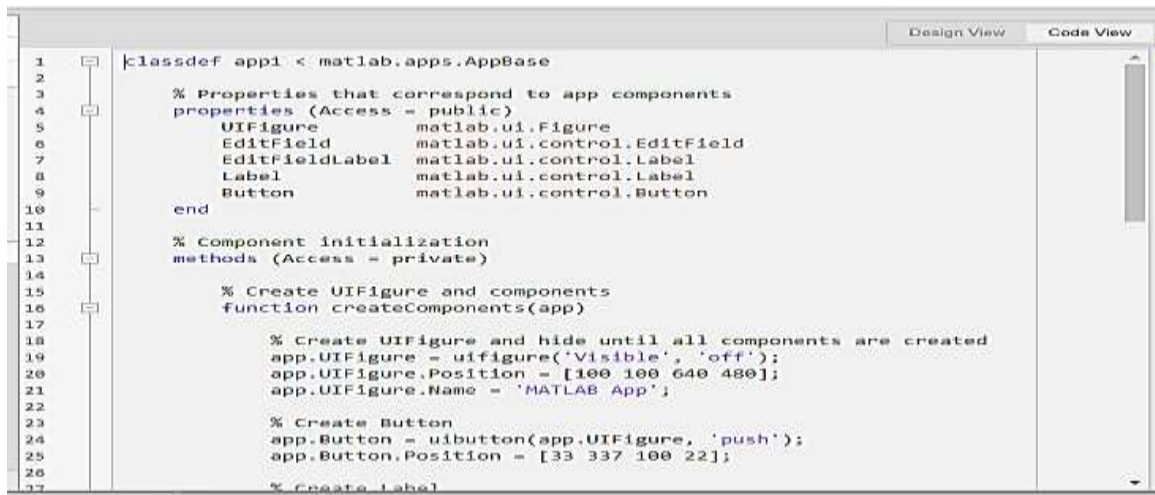 Design View Code View
1 classdef app1 < matlab.apps.AppBase
2
3 % Properties that correspond to app components
4 properties (Access = public)
5 UIFigure matlab.ui.Figure
6 EditField matlab.ui.control.EditField
7 EditFieldLabel matlab.ui.control.Label
8 Label matlab.ui.control.Label
9 Button matlab.ui.control.Button
10 end
11
12 % Component initialization
13 methods (Access = private)
14
15 % Create UIFigure and components
16 function createComponents(app)
17
18 % Create UIFigure and hide until all components are created
19 app.UIFigure = uifigure('Visible', 'off');
20 app.UIFigure.Position = [100 100 640 480];
21 app.UIFigure.Name = 'MATLAB App';
22
23 % Create Button
24 app.Button = uibutton(app.UIFigure, 'push');
25 app.Button.Position = [33 337 100 22];
26
27 % Create Label